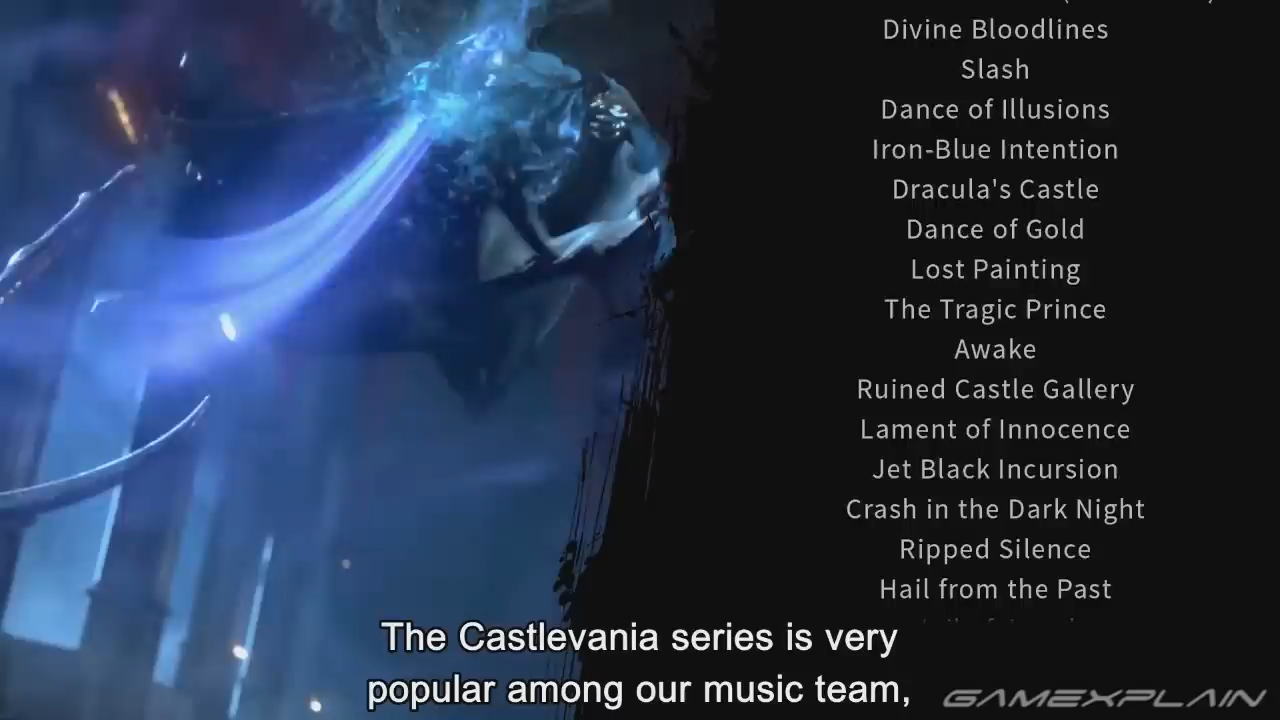 Divine Bloodlines
Slash
Dance of Illusions
Iron-Blue Intention
Dracula's Castle
Dance of Gold
Lost Painting
The Tragic Prince
Awake
Ruined Castle Gallery
Lament of Innocence
Jet Black Incursion
Crash in the Dark Night
Ripped Silence
Hail from the Past
The Castlevania series is very
popular among our music team,
GAMEXPLAIN